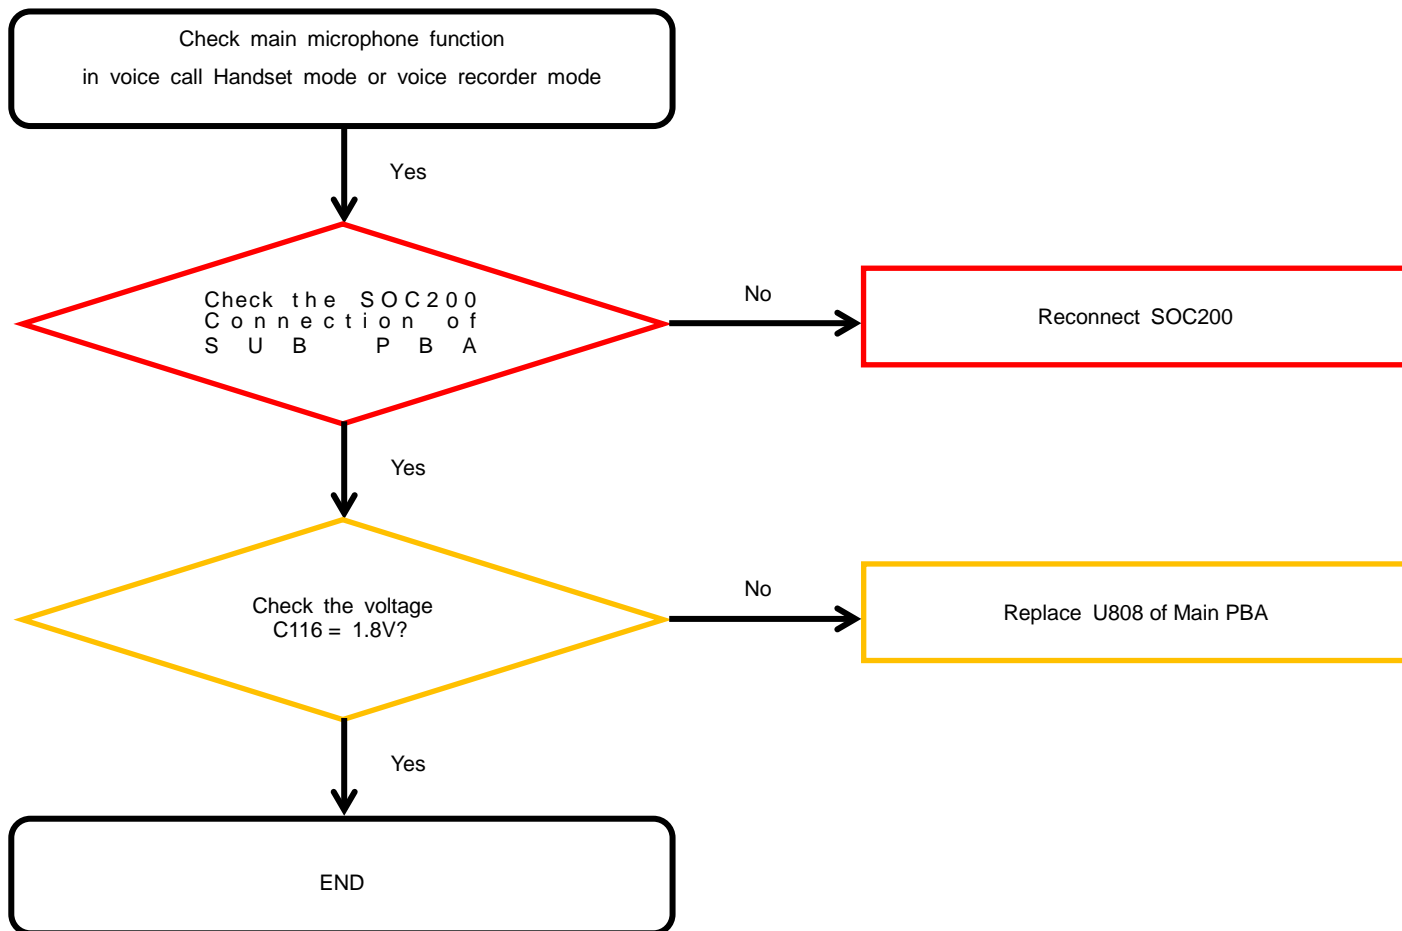 Check main microphone function
in voice call Handset mode or voice recorder mode
Yes
Check the SOC200
Connection of
SUB PBA
No
Reconnect SOC200
Yes
Check the voltage
C116 = 1.8V?
No
Replace U808 of Main PBA
Yes
END